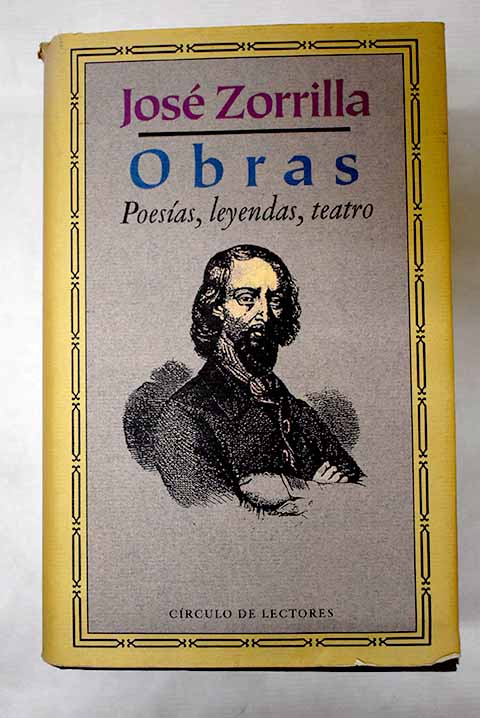 José Zorrilla
Obras
Poesías, leyendas, teatro
CÍRCULO DE LECTORES